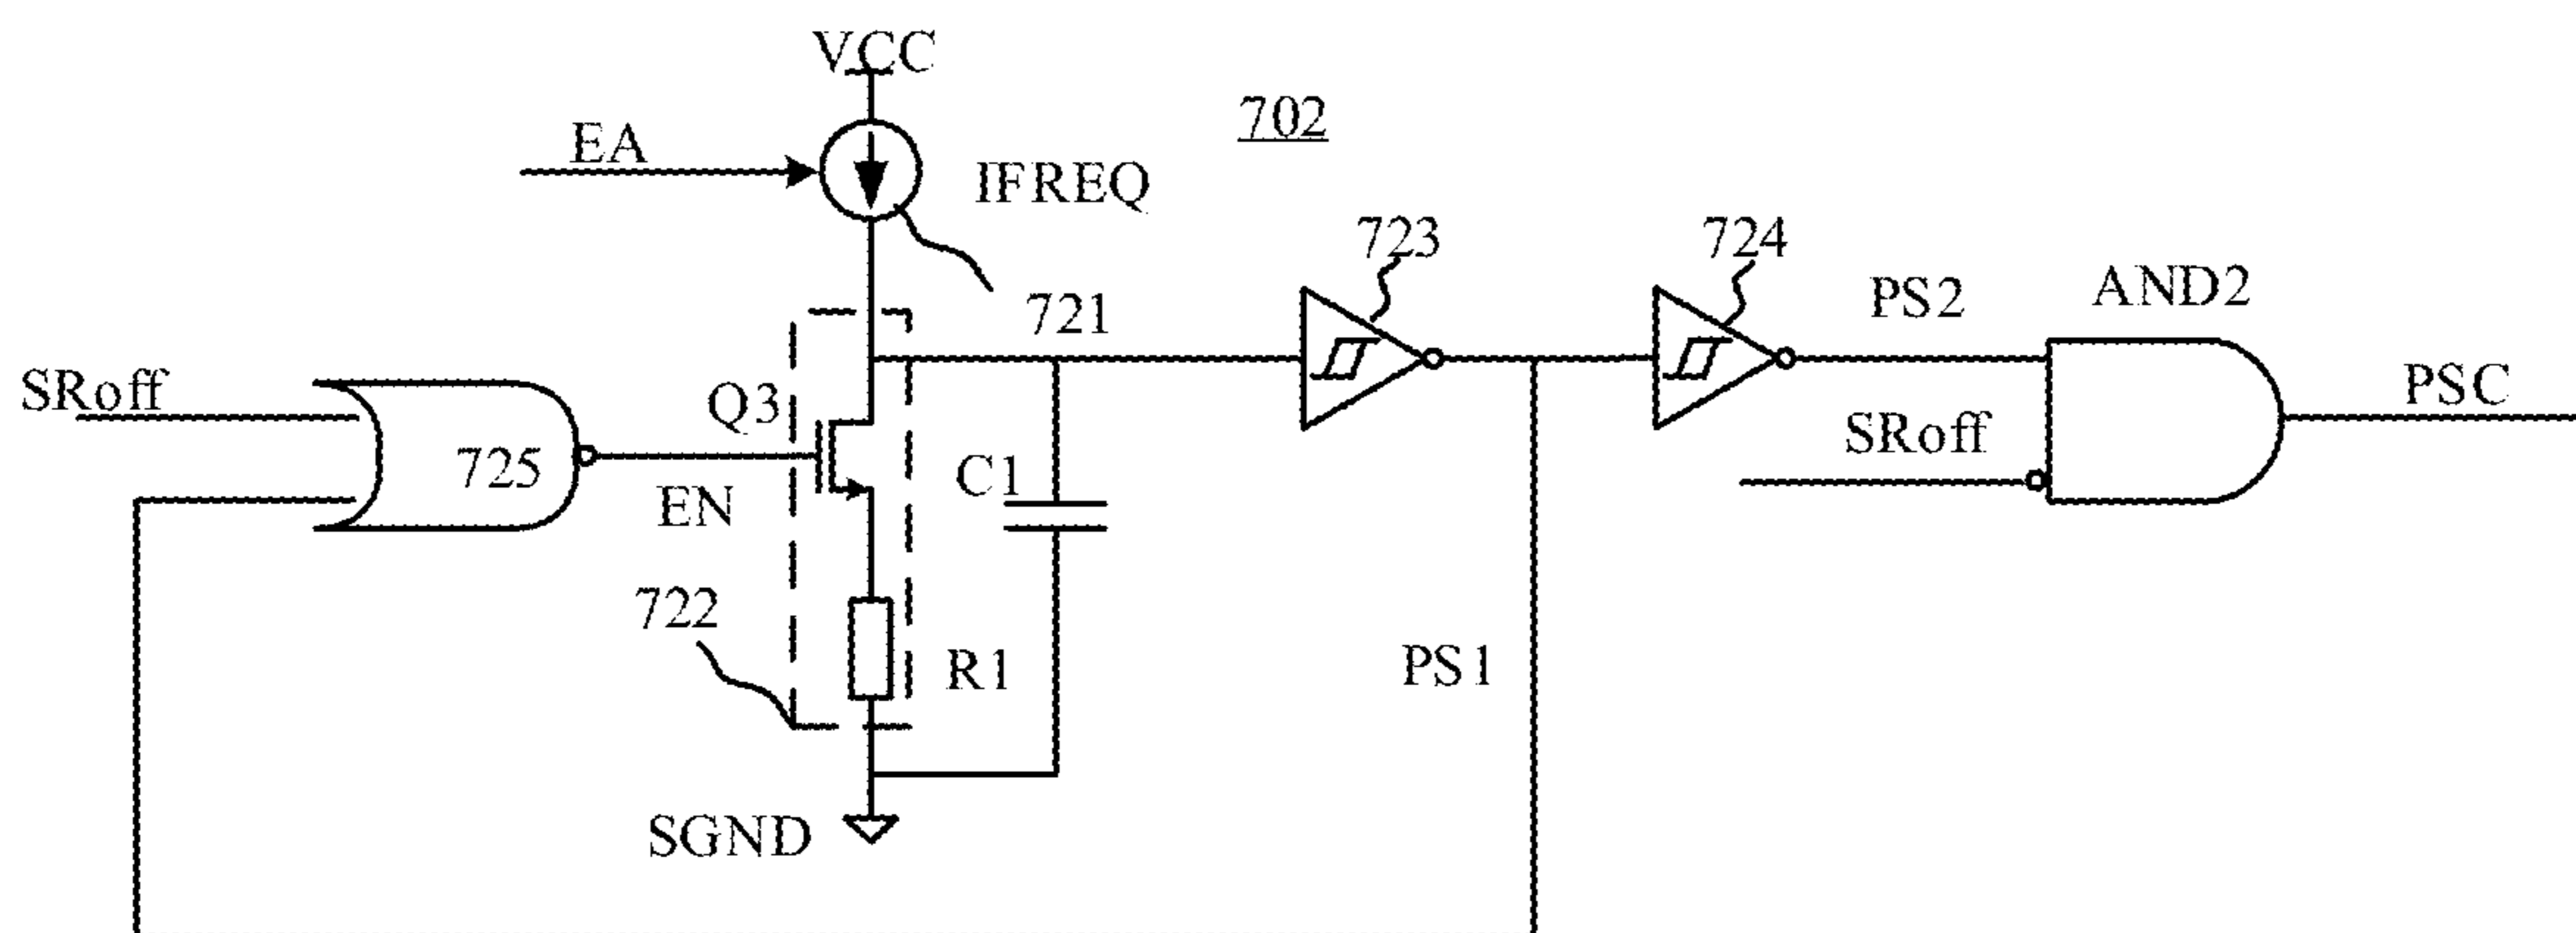 VCC
702
EA
IFREQ
723
724
721
PS2
AND2
SRoff
725
Q3
EN
C1
SRoff
PSC
722
R1
PS1
SGND